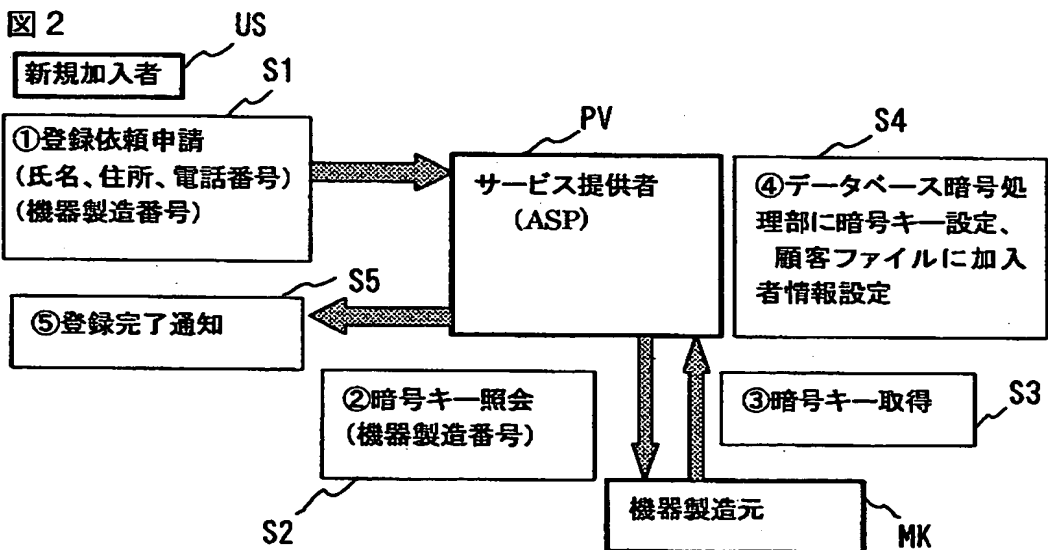 図2
US
新規加入者
S1
①登録依頼申請
(氏名、住所、電話番号)
(機器製造番号)
PV
サービス提供者
(ASP)
S4
④データベース暗号処
理部に暗号キー設定、
顧客ファイルに加入
者情報設定
S5
⑤登録完了通知
②暗号キー照会
(機器製造番号)
S2
③暗号キー取得
S3
機器製造元
MK